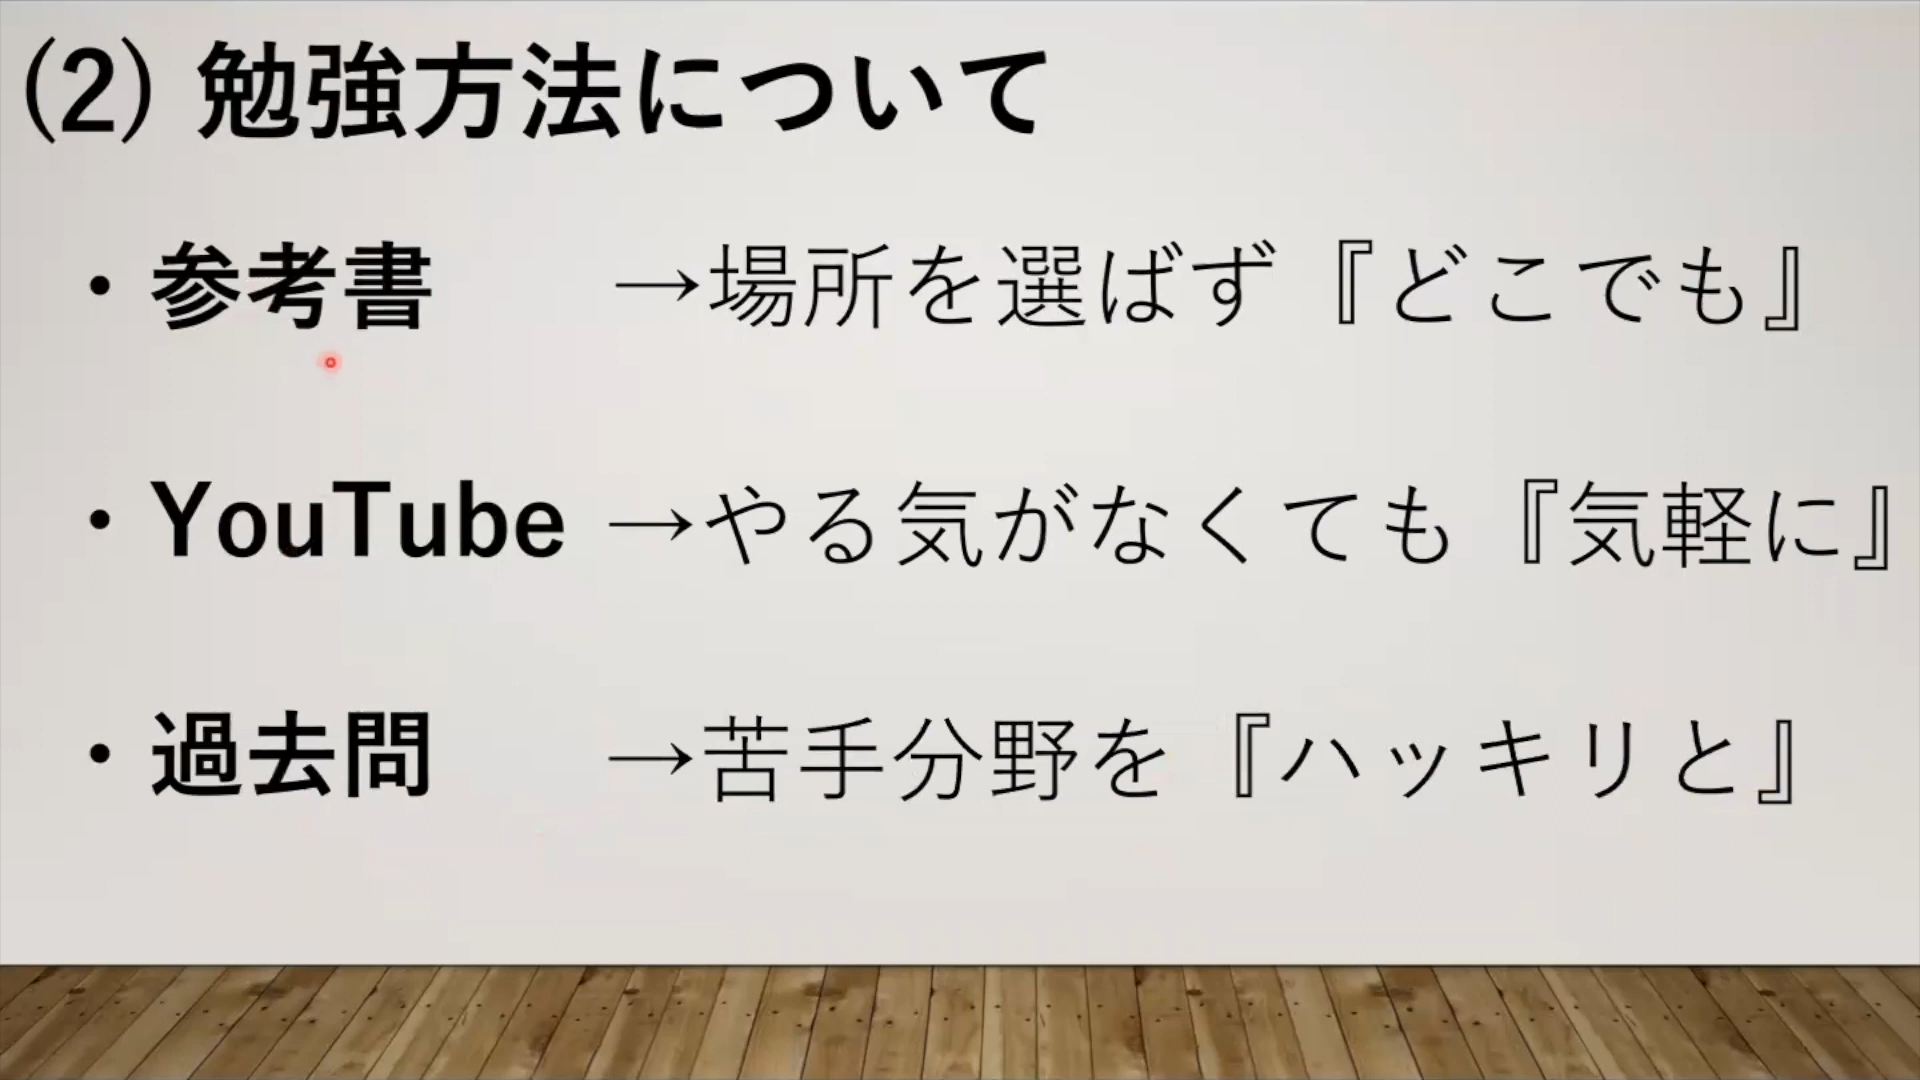 (2) 勉強方法について
・参考書 →場所を選ばず『どこでも』
・YouTube →やる気がなくても『気軽に』
・過去問 →苦手分野を『ハッキリと』